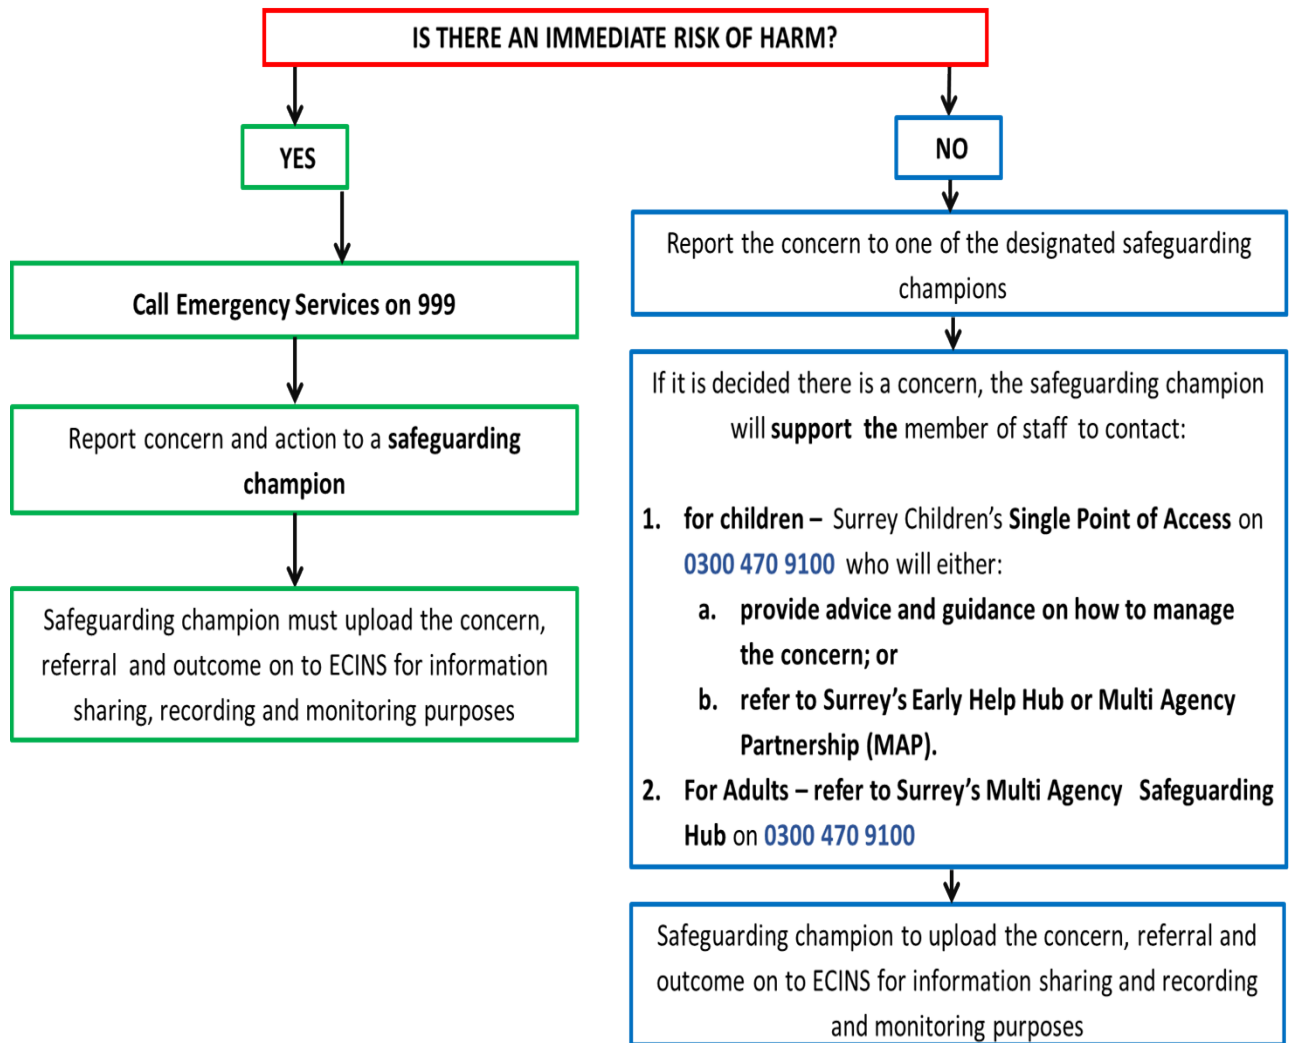 IS THERE AN IMMEDIATE RISK OF HARM?
YES
Call Emergency Services on 999
Report concern and action to a safeguarding
champion
Safeguarding champion must upload the concern,
referral and outcome on to ECINS for information
sharing, recording and monitoring purposes
NO
Report the concern to one of the designated safeguarding
champions
If it is decided there is a concern, the safeguarding champion
will support the member of staff to contact:
1. for children – Surrey Children's Single Point of Access on
0300 470 9100 who will either:
a. provide advice and guidance on how to manage
the concern; or
b. refer to Surrey's Early Help Hub or Multi Agency
Partnership (MAP).
2. For Adults – refer to Surrey's Multi Agency Safeguarding
Hub on 0300 470 9100
Safeguarding champion to upload the concern, referral and
outcome on to ECINS for information sharing and recording
and monitoring purposes